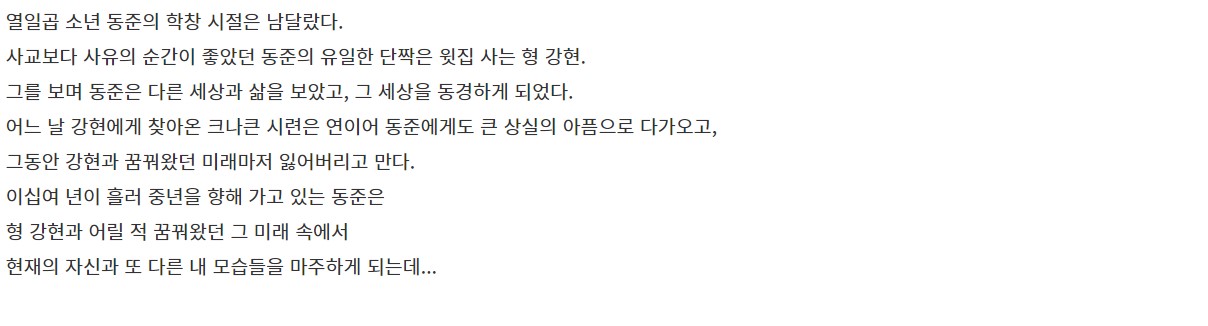 열일곱 소년 동준의 학창 시절은 남달랐다.
사교보다 사유의 순간이 좋았던 동준의 유일한 단짝은 윗집 사는 형 강현.
그를 보며 동준은 다른 세상과 삶을 보았고, 그 세상을 동경하게 되었다.
어느 날 강현에게 찾아온 크나큰 시련은 연이어 동준에게도 큰 상실의 아픔으로 다가오고,
그동안 강현과 꿈꿔왔던 미래마저 잃어버리고 만다.
이십여 년이 흘러 중년을 향해 가고 있는 동준은
형 강현과 어릴 적 꿈꿔왔던 그 미래 속에서
현재의 자신과 또 다른 내 모습들을 마주하게 되는데...